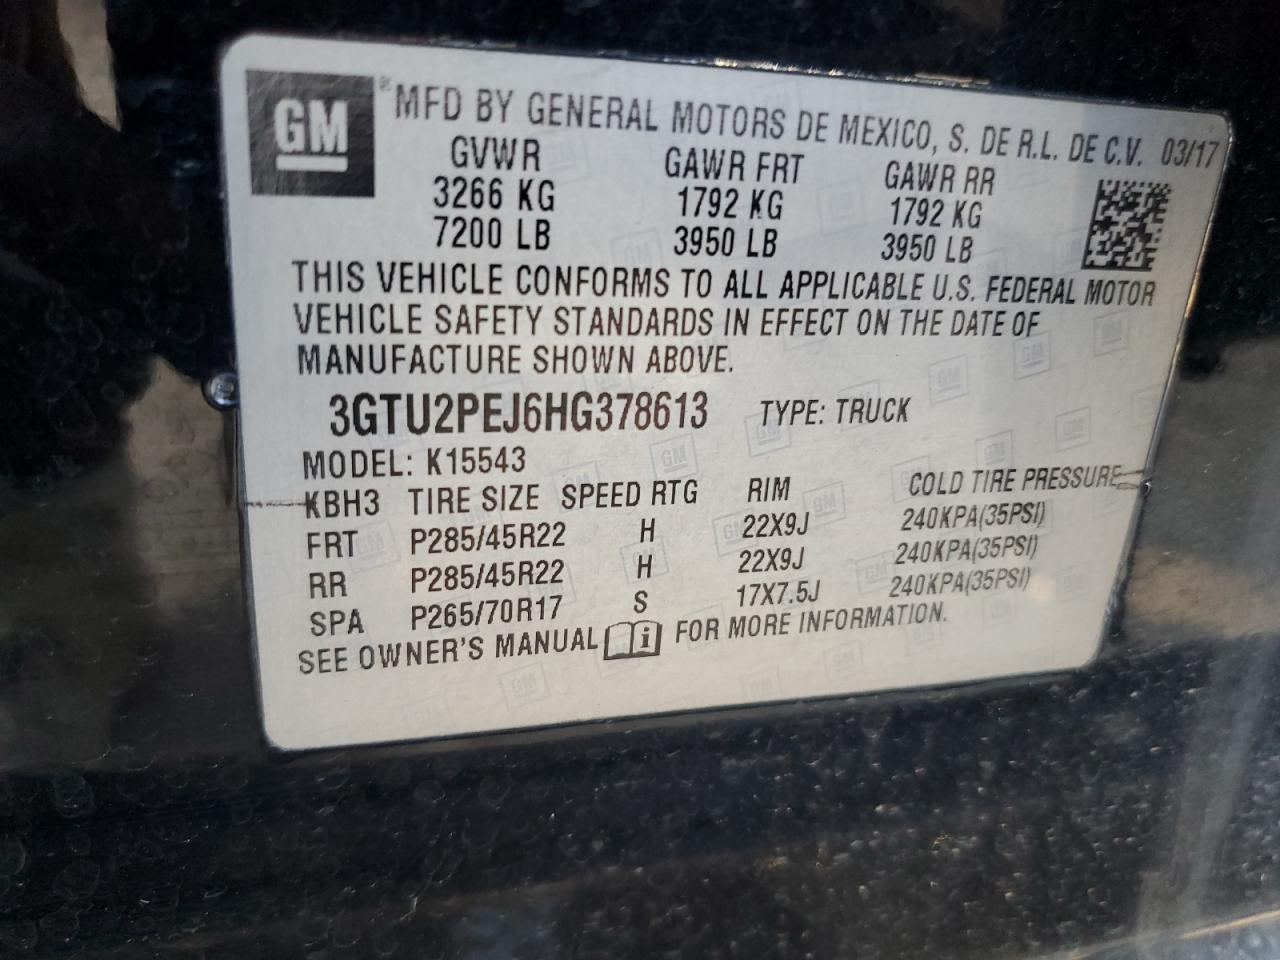 GM ® MFD BY GENERAL MOTORS DE MEXICO, S. DE R.L. DE C.V. 03/17
GVWR GAWR FRT GAWR RR
3266 KG 1792 KG 1792 KG
7200 LB 3950 LB 3950 LB
THIS VEHICLE CONFORMS TO ALL APPLICABLE U.S. FEDERAL MOTOR
VEHICLE SAFETY STANDARDS IN EFFECT ON THE DATE OF
MANUFACTURE SHOWN ABOVE.
3GTU2PEJ6HG378613 TYPE: TRUCK
MODEL: K15543
KBH3 TIRE SIZE SPEED RTG RIM COLD TIRE PRESSURE
FRT P285/45R22 H 22X9J 240KPA(35PSI)
RR P285/45R22 H 22X9J 240KPA(35PSI)
SPA P265/70R17 S 17X7.5J 240KPA(35PSI)
SEE OWNER'S MANUAL i FOR MORE INFORMATION.